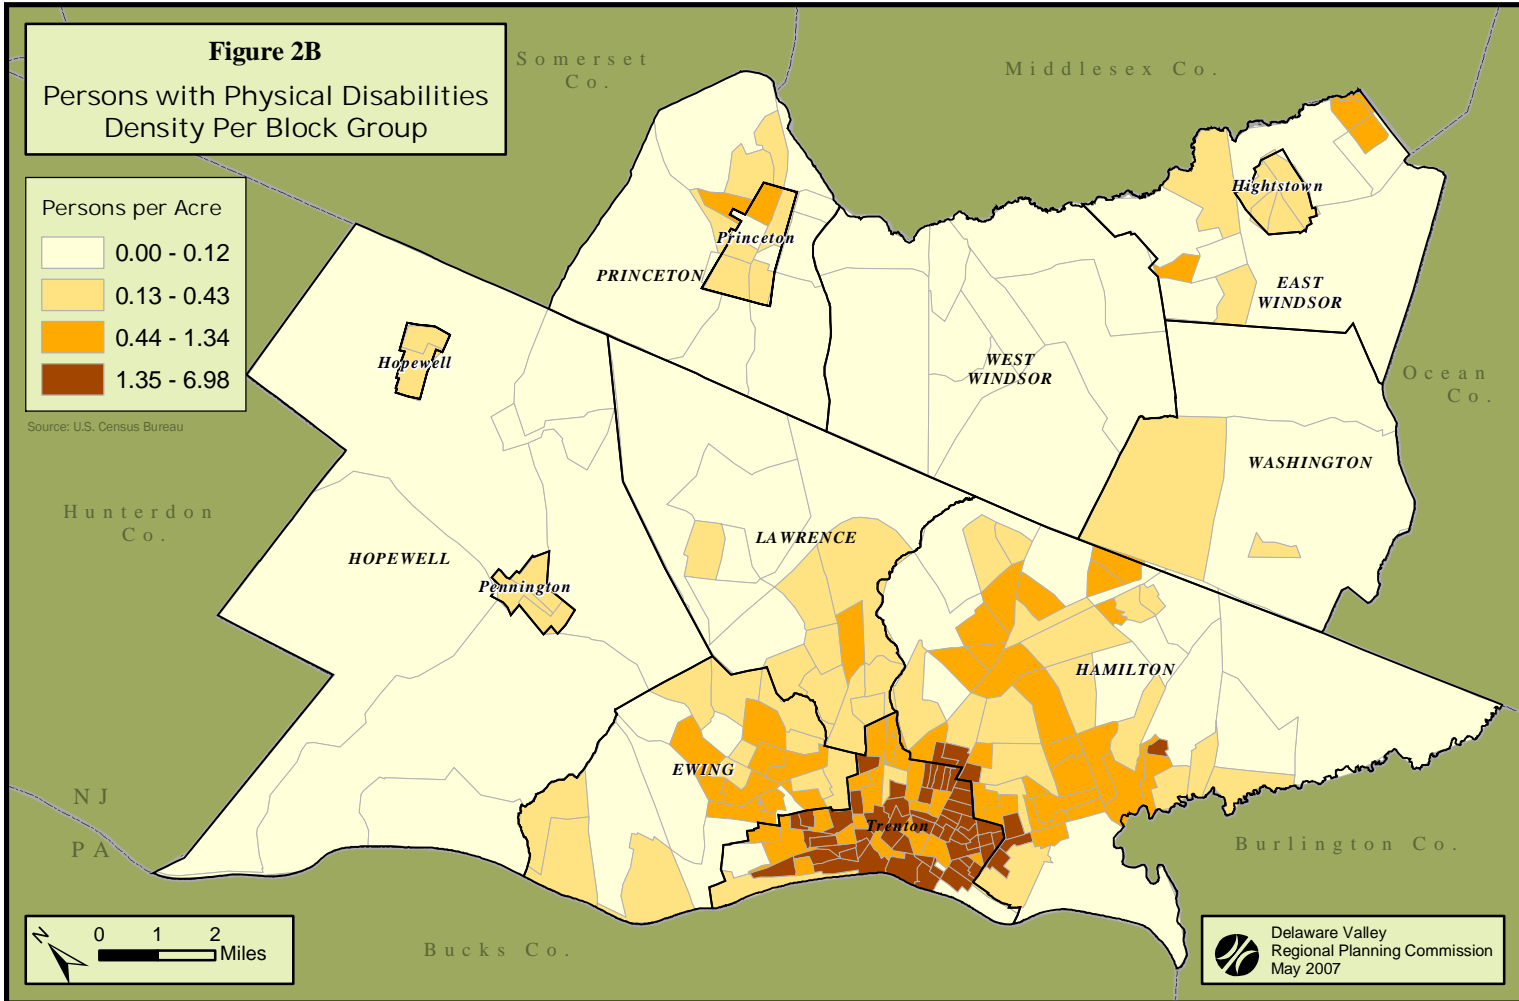 Figure 2B
Persons with Physical Disabilities
Density Per Block Group
Persons per Acre
0.00 - 0.12
0.13 - 0.43
0.44 - 1.34
1.35 - 6.98
Source: U.S. Census Bureau
Somerset
Co.
Middlesex Co.
Hightstown
Princeton
PRINCETON
EAST
WINDSOR
Hopewell
WEST
WINDSOR
Ocean
Co.
WASHINGTON
Hunterdon
Co.
LAWRENCE
HOPEWELL
Pennington
HAMILTON
EWING
NJ
PA
Trenton
Burlington Co.
Bucks Co.
N
0 1 2
Miles
Delaware Valley
Regional Planning Commission
May 2007